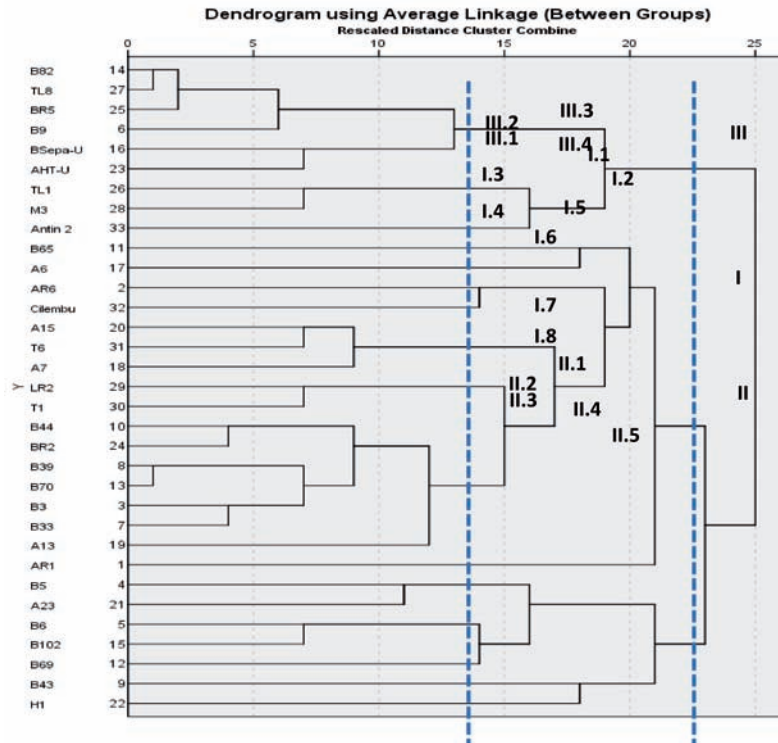 Dendrogram using Average Linkage (Between Groups)
Rescaled Distance Cluster Combine
0 5 10 15 20 25
B82 14
TL8 27
BR5 25
B9 6
BSepa-U 16
AHT-U 23
TL1 26
M3 28
Antin 2 33
B65 11
A6 17
AR6 2
Cilembu 32
A15 20
T6 31
A7 18
Y
LR2 29
T1 30
B44 10
BR2 24
B39 8
B70 13
B3 3
B33 7
A13 19
AR1 1
B5 4
A23 21
B6 5
B102 15
B69 12
B43 9
H1 22
III.3
III.2
III
III.1
III.4
I.1
I.3
I.2
I.4
I.5
I.6
I
I.7
I.8
II.1
II.2
II
II.3
II.4
II.5